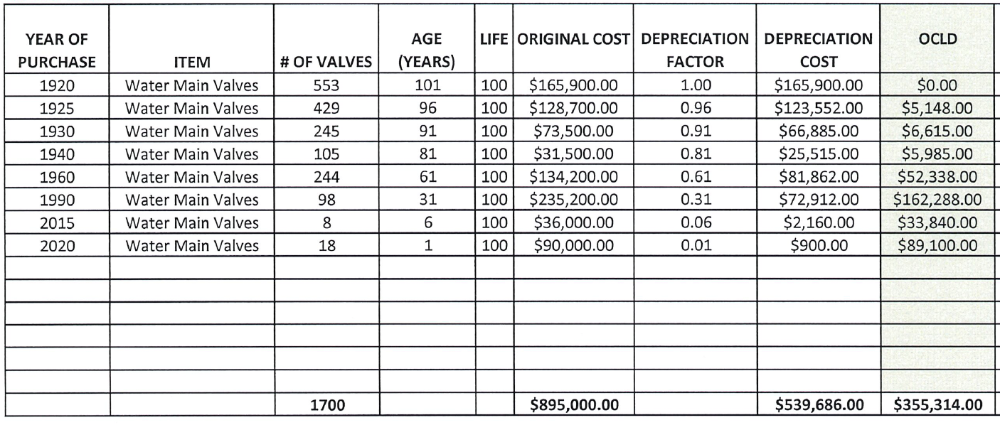 YEAR OF PURCHASE ITEM # OF VALVES AGE (YEARS) LIFE ORIGINAL COST DEPRECIATION FACTOR DEPRECIATION COST OCLD
1920 Water Main Valves 553 101 100 $165,900.00 1.00 $165,900.00 $0.00
1925 Water Main Valves 429 96 100 $128,700.00 0.96 $123,552.00 $5,148.00
1930 Water Main Valves 245 91 100 $73,500.00 0.91 $66,885.00 $6,615.00
1940 Water Main Valves 105 81 100 $31,500.00 0.81 $25,515.00 $5,985.00
1960 Water Main Valves 244 61 100 $134,200.00 0.61 $81,862.00 $52,338.00
1990 Water Main Valves 98 31 100 $235,200.00 0.31 $72,912.00 $162,288.00
2015 Water Main Valves 8 6 100 $36,000.00 0.06 $2,160.00 $33,840.00
2020 Water Main Valves 18 1 100 $90,000.00 0.01 $900.00 $89,100.00
1700 $895,000.00 $539,686.00 $355,314.00